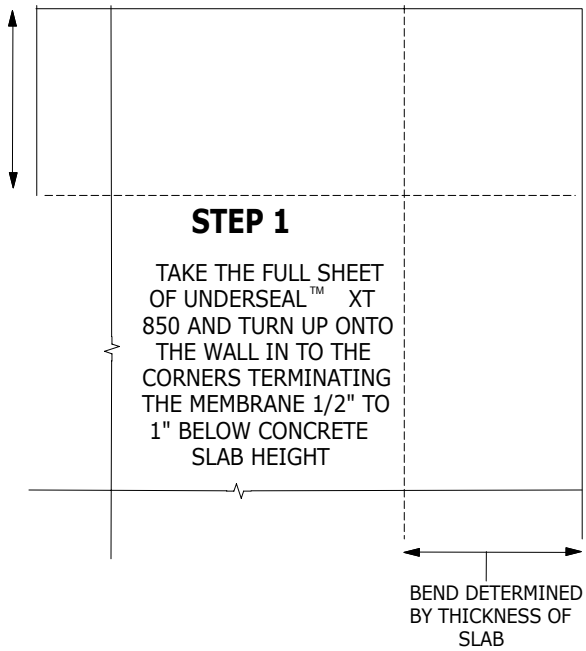 STEP 1
TAKE THE FULL SHEET
OF UNDERSEAL™ XT
850 AND TURN UP ONTO
THE WALL IN TO THE
CORNERS TERMINATING
THE MEMBRANE 1/2" TO
1" BELOW CONCRETE
SLAB HEIGHT
BEND DETERMINED
BY THICKNESS OF
SLAB